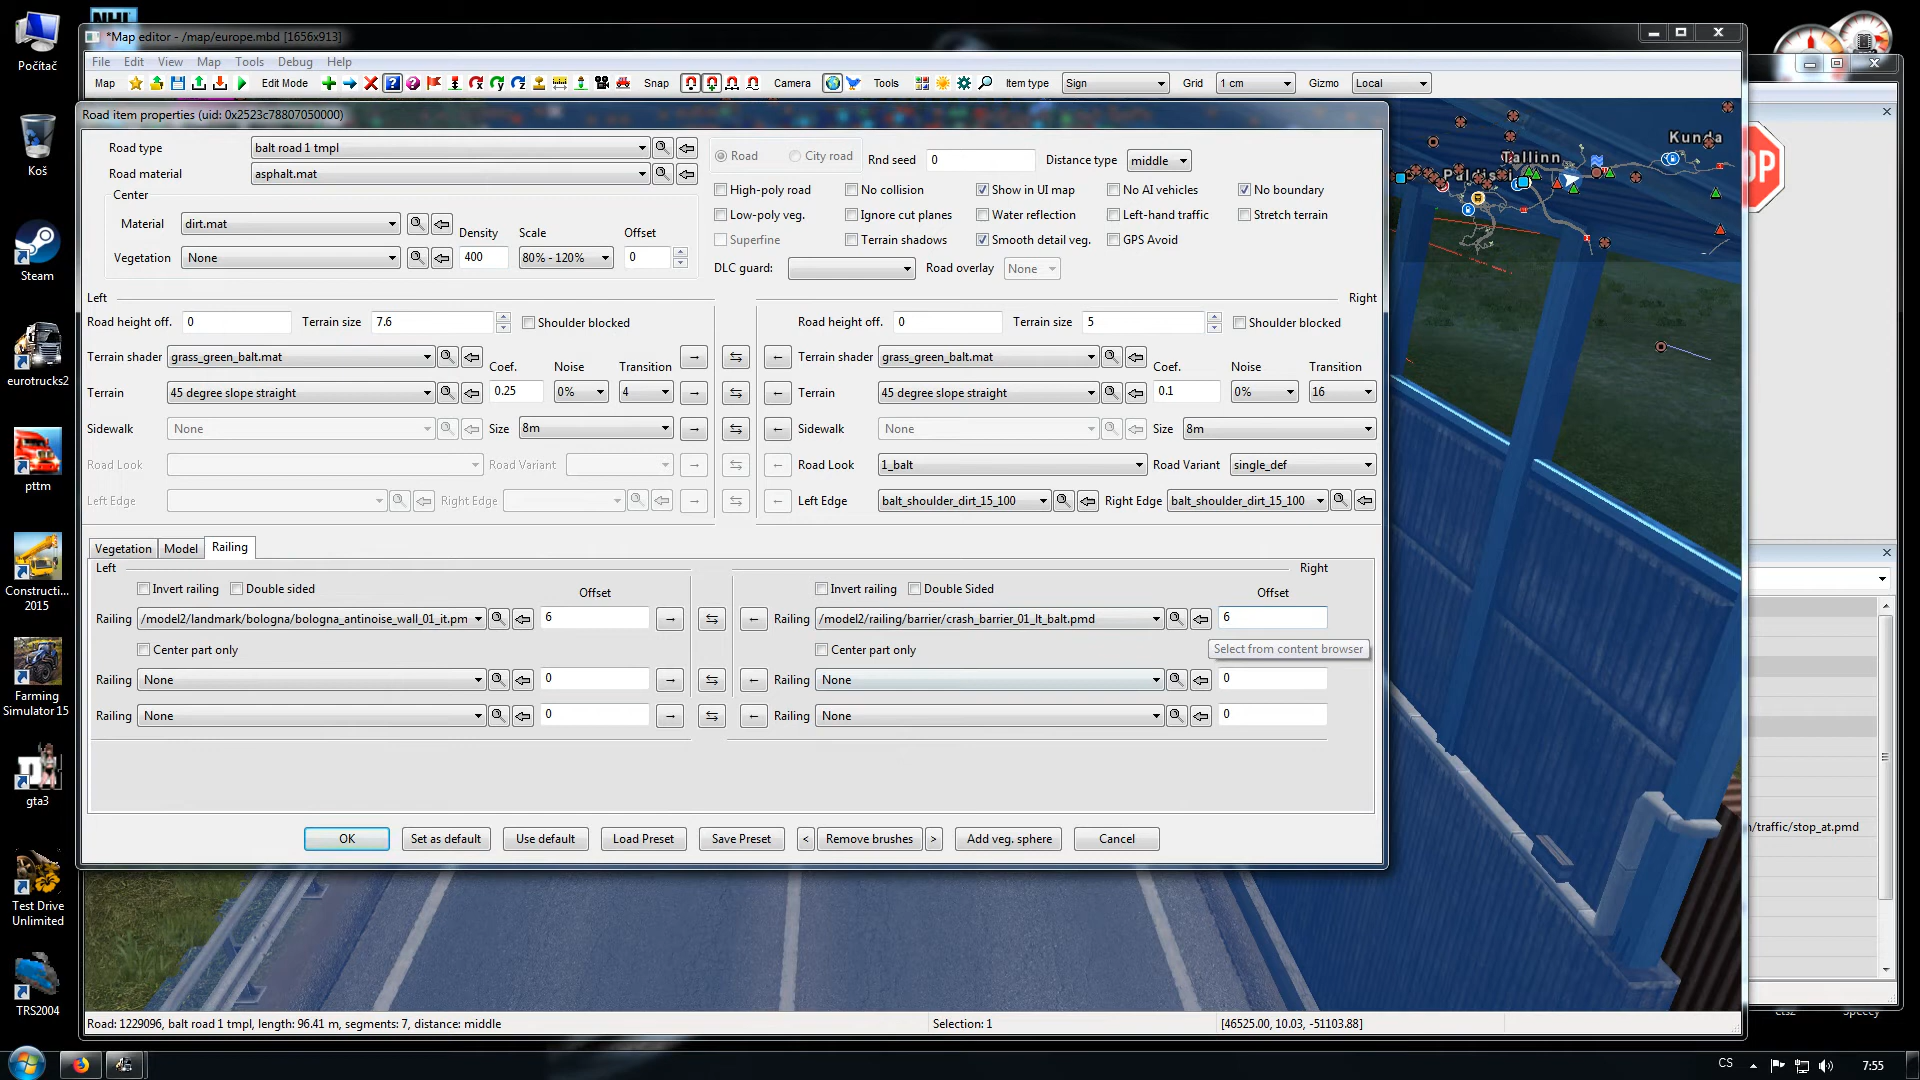 *Map editor - /map/europe.mbd [1656x913]
File Edit View Map Tools Debug Help
Map Edit Mode Snap Camera Tools Item type Sign Grid 1 cm Gizmo Local
Road item properties (uid: 0x2523c78807050000)
Road type balt road 1 tmpl
Road City road Rnd seed 0 Distance type middle
Road material asphalt.mat
High-poly road No collision Show in UI map No AI vehicles No boundary
Center
Material dirt.mat
Low-poly veg. Ignore cut planes Water reflection Left-hand traffic Stretch terrain
Density Scale Offset
Superfine Terrain shadows Smooth detail veg. GPS Avoid
Vegetation None 400 80% - 120% 0
DLC guard: Road overlay None
Left Right
Road height off. 0 Terrain size 7.6 Shoulder blocked
Road height off. 0 Terrain size 5 Shoulder blocked
Terrain shader grass_green_balt.mat Coef. Noise Transition
Terrain shader grass_green_balt.mat Coef. Noise Transition
Terrain 45 degree slope straight 0.25 0% 4
Terrain 45 degree slope straight 0.1 0% 16
Sidewalk None Size 8m
Sidewalk None Size 8m
Road Look Road Variant
Road Look 1_balt Road Variant single_def
Left Edge Right Edge
Left Edge balt_shoulder_dirt_15_100 Right Edge balt_shoulder_dirt_15_100
Vegetation Model Railing
Left Right
Invert railing Double sided Offset
Invert railing Double Sided Offset
Railing /model2/landmark/bologna/bologna_antinoise_wall_01_it.pm 6
Railing /model2/railing/barrier/crash_barrier_01_lt_balt.pmd 6
Center part only
Center part only
Select from content browser
Railing None 0
Railing None 0
Railing None 0
Railing None 0
OK Set as default Use default Load Preset Save Preset < Remove brushes > Add veg. sphere Cancel
Road: 1229096, balt road 1 tmpl, length: 96.41 m, segments: 7, distance: middle
Selection: 1
[46525.00, 10.03, -51103.88]
Kunda
Tallinn
n/traffic/stop_at.pmd
Počítač
Koš
Steam
eurotrucks2
pttm
Constructi...
2015
Farming
Simulator 15
gta3
Test Drive
Unlimited
TRS2004
CS
7:55